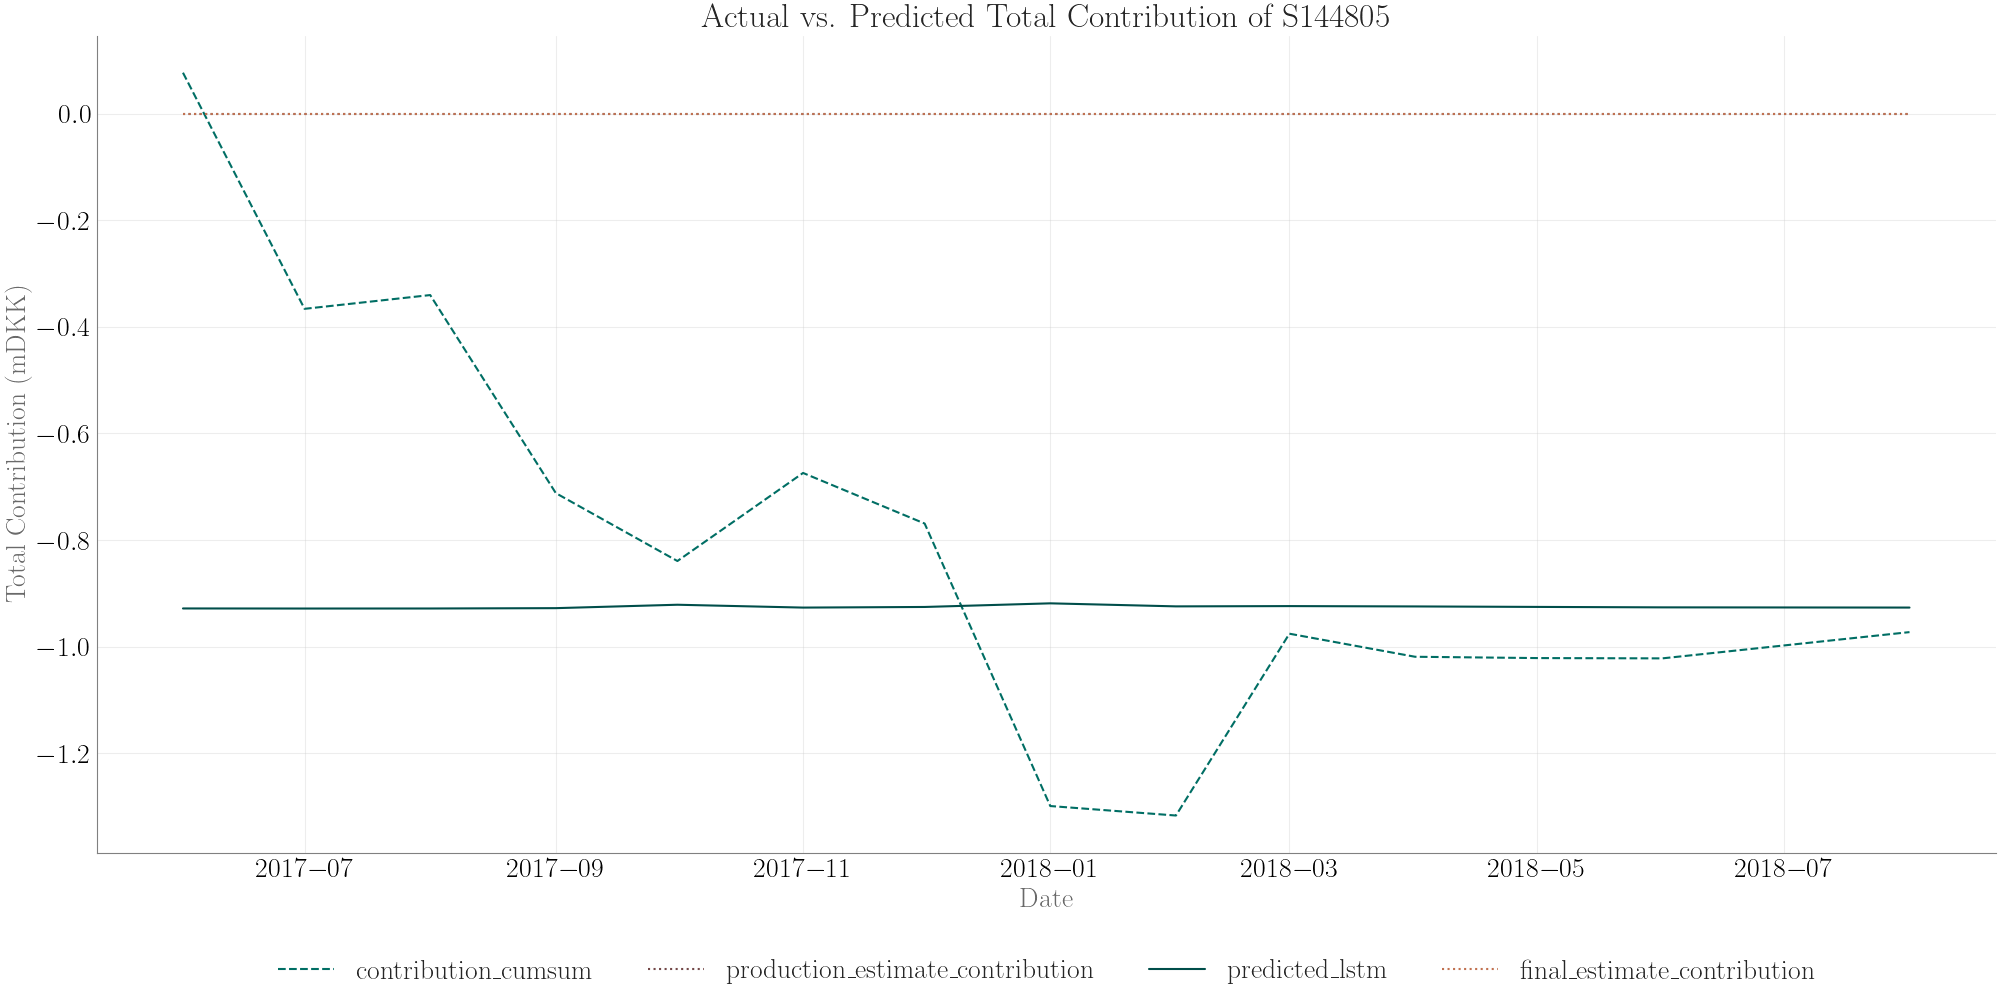 Actual vs. Predicted Total Contribution of S144805
Total Contribution (mDKK)
0.0
−0.2
−0.4
−0.6
−0.8
−1.0
−1.2
2017−07 2017−09 2017−11 2018−01 2018−03 2018−05 2018−07
Date
contribution_cumsum production_estimate_contribution predicted_lstm final_estimate_contribution